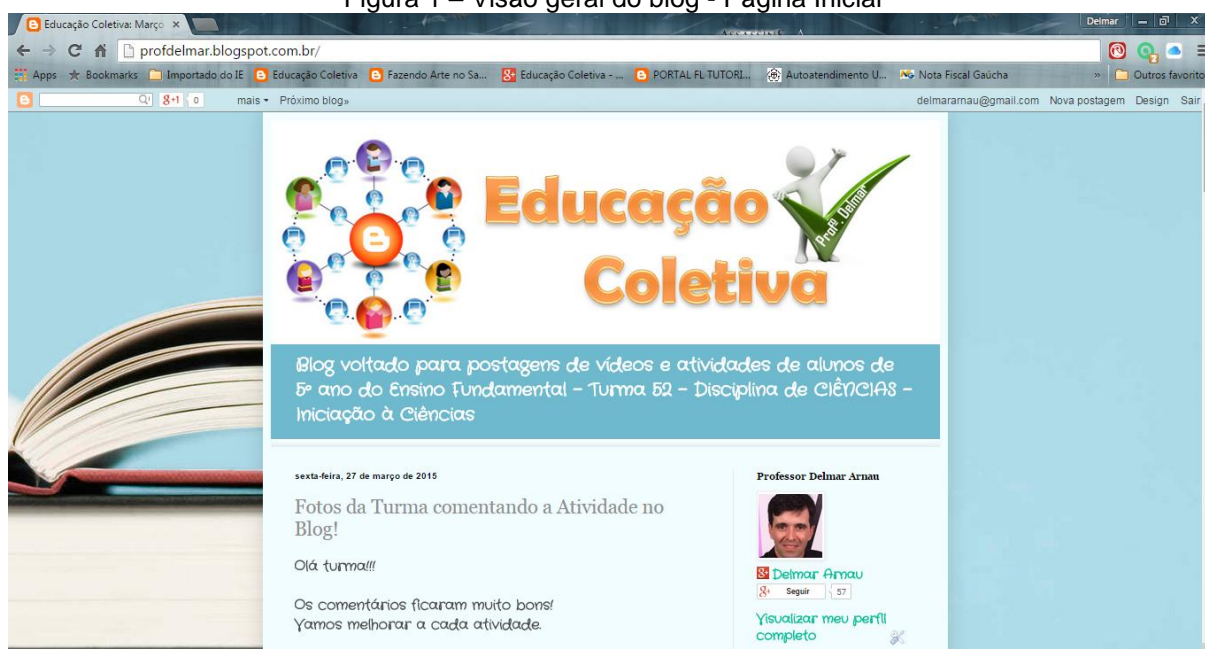 Figura 1 – Visão geral do blog - Página Inicial
Educação Coletiva: Março
Delmar
profdelmar.blogspot.com.br/
Apps Bookmarks Importado do IE Educação Coletiva Fazendo Arte no Sa... Educação Coletiva - ... PORTAL FL TUTORI... Autoatendimento U... Nota Fiscal Gaúcha » Outros favorito
8+1 0 mais Próximo blog» delmararnau@gmail.com Nova postagem Design Sair
Educação
Coletiva
Profº. Delmar
Blog voltado para postagens de vídeos e atividades de alunos de
5º ano do Ensino Fundamental – Turma 52 – Disciplina de CIÊNCIAS –
Iniciação à Ciências
sexta-feira, 27 de março de 2015
Fotos da Turma comentando a Atividade no
Blog!
Olá turma!!!
Os comentários ficaram muito bons!
Vamos melhorar a cada atividade.
Professor Delmar Arnau
Delmar Arnau
Seguir 57
Visualizar meu perfil
completo